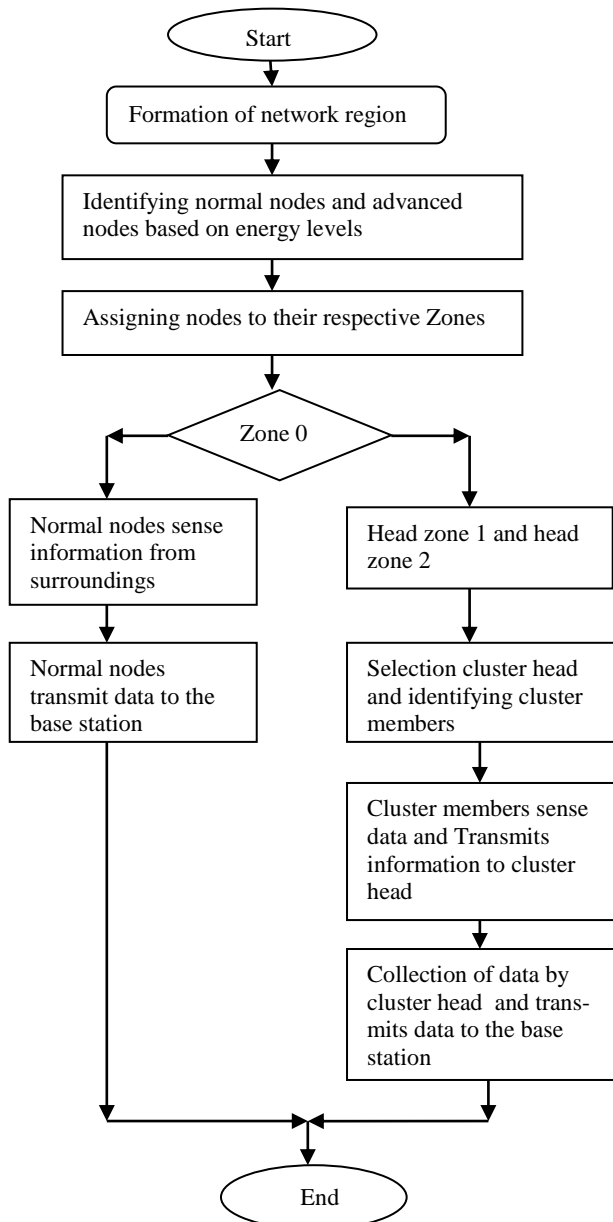 Start
Formation of network region
Identifying normal nodes and advanced
nodes based on energy levels
Assigning nodes to their respective Zones
Zone 0
Normal nodes sense
information from
surroundings
Normal nodes
transmit data to the
base station
Head zone 1 and head
zone 2
Selection cluster head
and identifying cluster
members
Cluster members sense
data and Transmits
information to cluster
head
Collection of data by
cluster head and trans-
mits data to the base
station
End